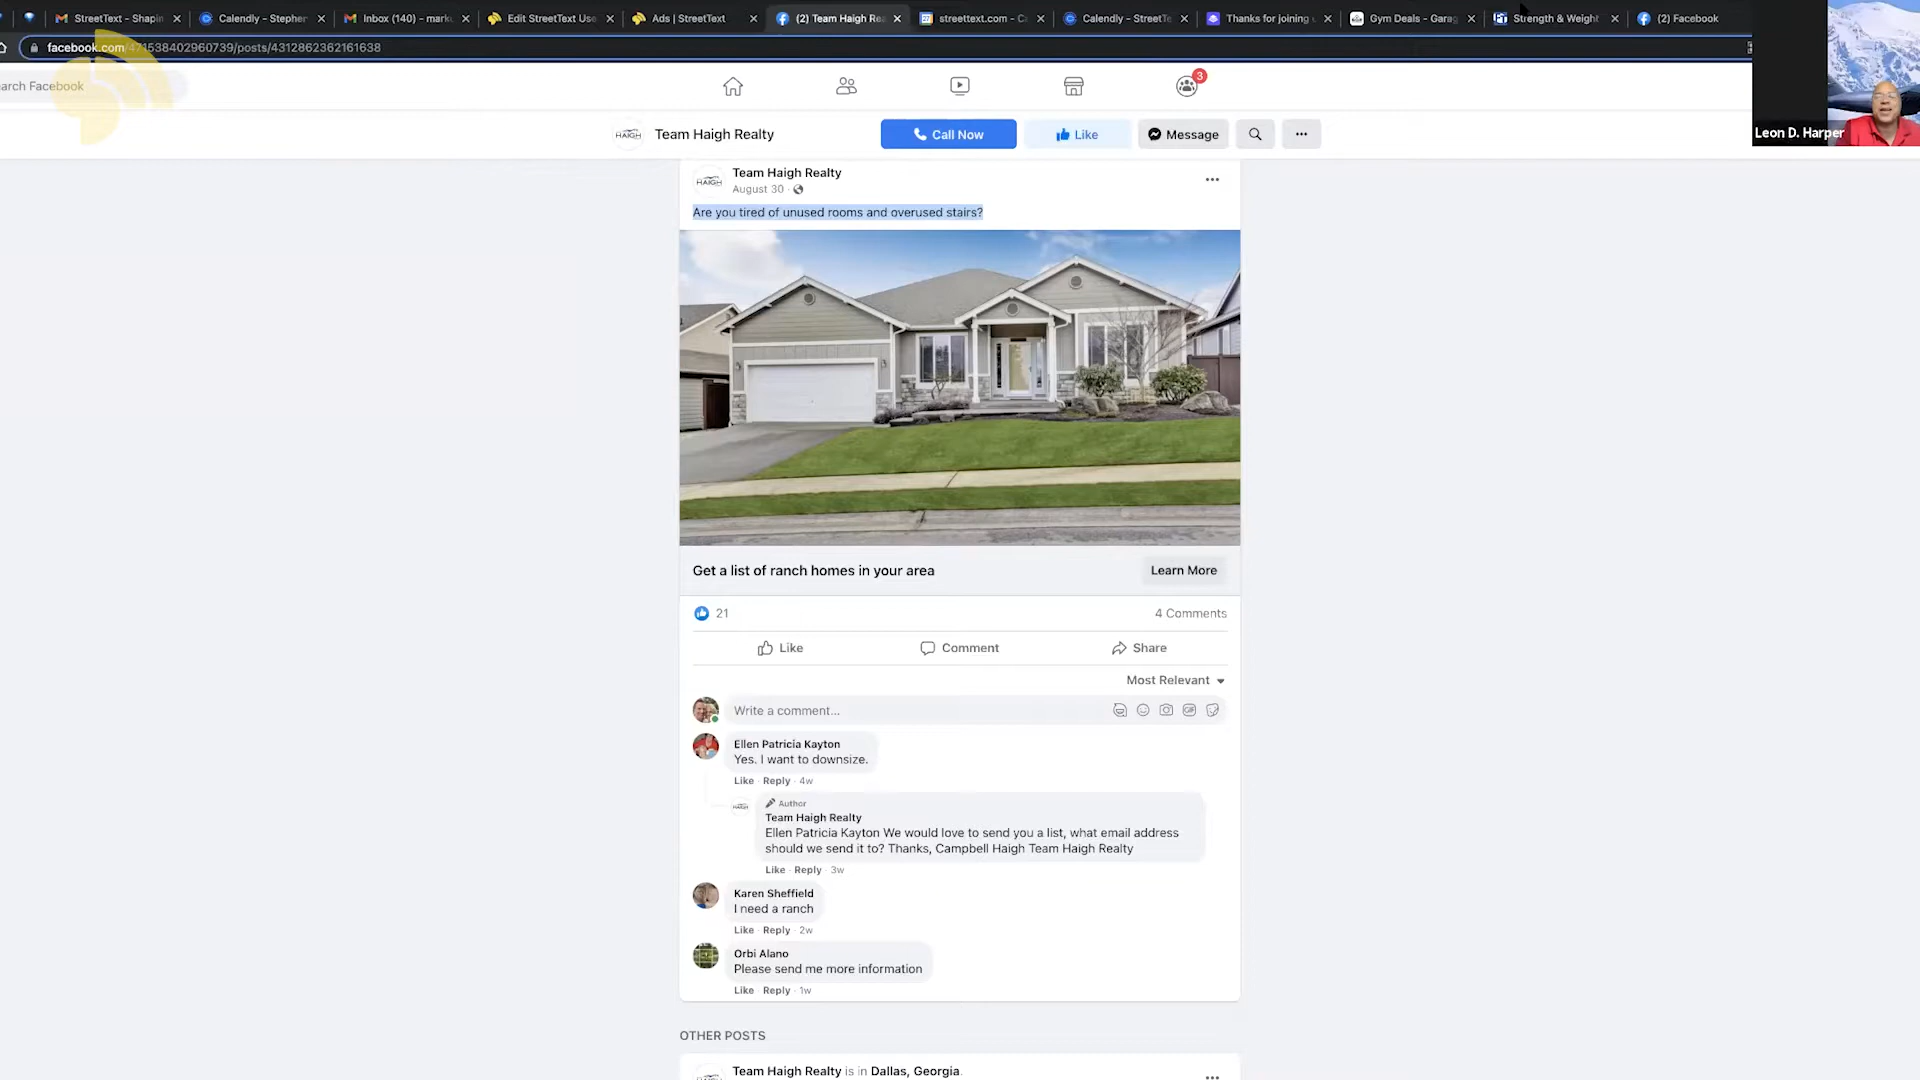 StreetText - Shapin
Calendly - Stephen
Inbox (140) - mark
Edit StreetText Use
Ads | StreetText
(2) Team Haigh Rea
streettext.com - C
Calendly - StreetTe
Thanks for joining
Gym Deals - Garag
Strength & Weight
(2) Facebook
facebook.com/471538402960739/posts/4312862362161638
earch Facebook
3
HAIGH
Team Haigh Realty
Call Now
Like
Message
Leon D. Harper
HAIGH
Team Haigh Realty
August 30 ·
Are you tired of unused rooms and overused stairs?
Get a list of ranch homes in your area
Learn More
21
4 Comments
Like
Comment
Share
Most Relevant
Write a comment...
GIF
Ellen Patricia Kayton
Yes. I want to downsize.
Like · Reply · 4w
HAIGH
Author
Team Haigh Realty
Ellen Patricia Kayton We would love to send you a list, what email address
should we send it to? Thanks, Campbell Haigh Team Haigh Realty
Like · Reply · 3w
Karen Sheffield
I need a ranch
Like · Reply · 2w
Orbi Alano
Please send me more information
Like · Reply · 1w
OTHER POSTS
Team Haigh Realty is in Dallas, Georgia.